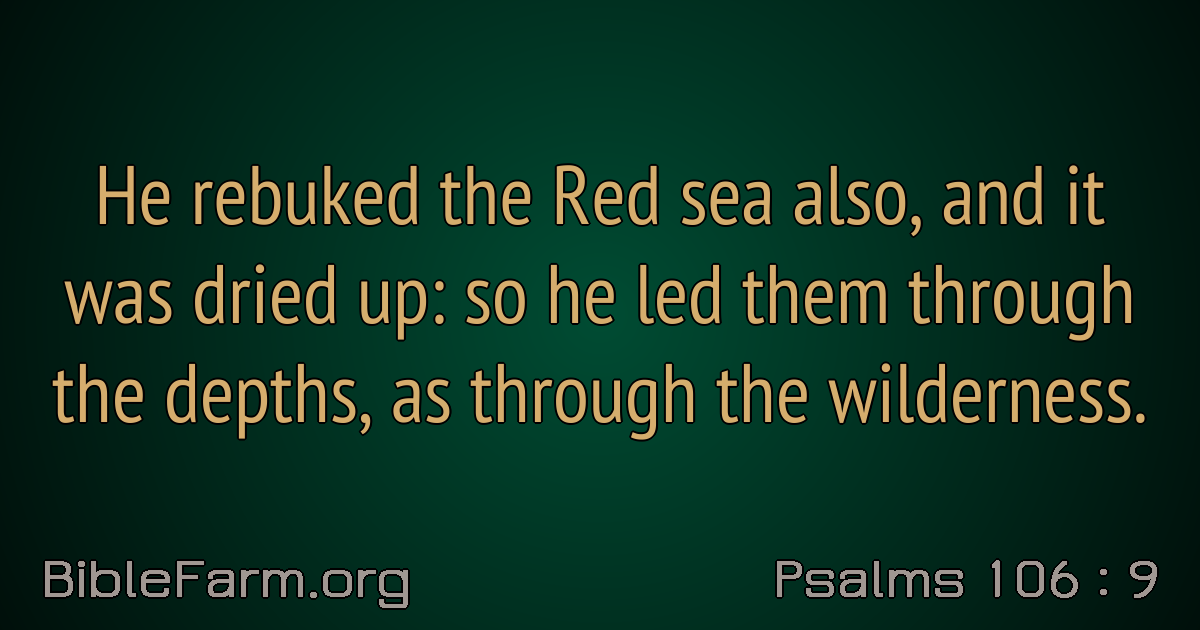 He rebuked the Red sea also, and it
was dried up: so he led them through
the depths, as through the wilderness.
BibleFarm.org
Psalms 106 : 9